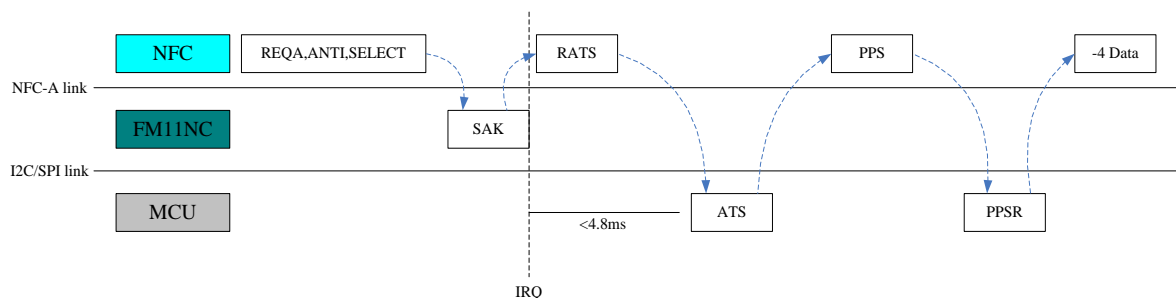 NFC
REQA,ANTI,SELECT
RATS
PPS
-4 Data
NFC-A link
FM11NC
SAK
I2C/SPI link
MCU
ATS
PPSR
<4.8ms
IRQ